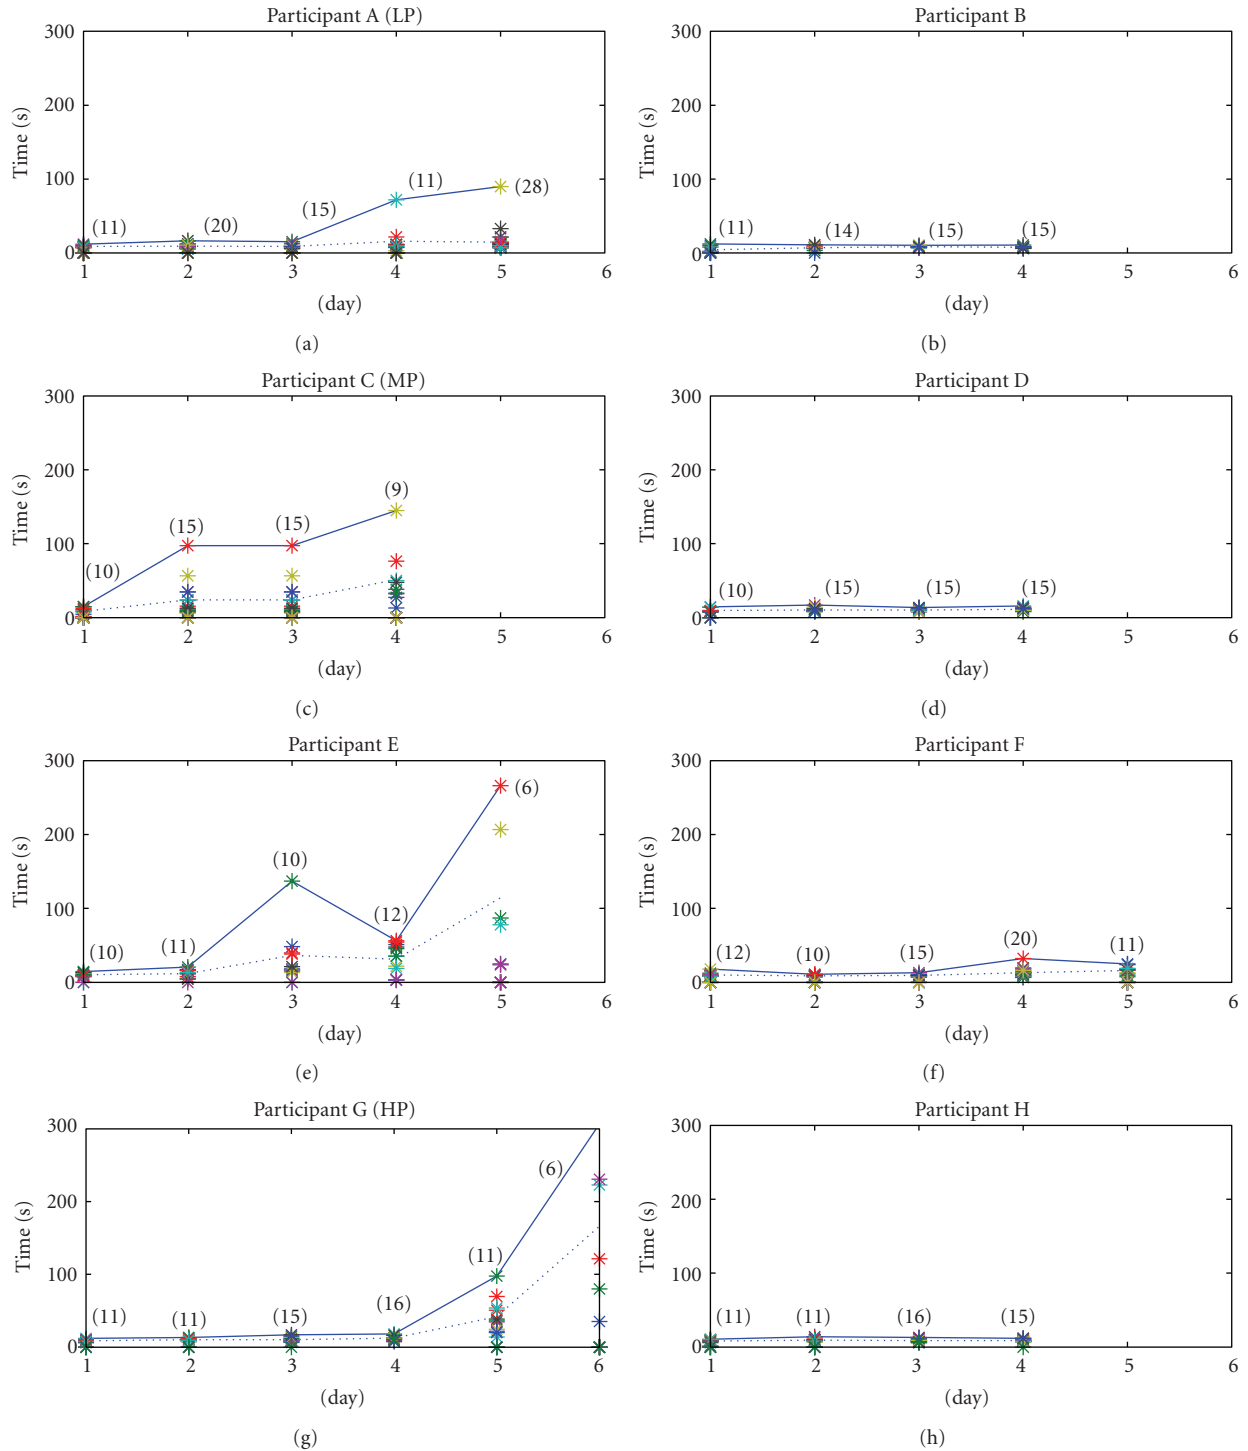 Participant A (LP)
300
200
100
0
Time (s)
(11)
(20)
(15)
(11)
(28)
1 2 3 4 5 6
(day)
(a)
Participant B
300
200
100
0
Time (s)
(11)
(14)
(15)
(15)
1 2 3 4 5 6
(day)
(b)
Participant C (MP)
300
200
100
0
Time (s)
(10)
(15)
(15)
(9)
1 2 3 4 5 6
(day)
(c)
Participant D
300
200
100
0
Time (s)
(10)
(15)
(15)
(15)
1 2 3 4 5 6
(day)
(d)
Participant E
300
200
100
0
Time (s)
(10)
(11)
(10)
(12)
(6)
1 2 3 4 5 6
(day)
(e)
Participant F
300
200
100
0
Time (s)
(12)
(10)
(15)
(20)
(11)
1 2 3 4 5 6
(day)
(f)
Participant G (HP)
300
200
100
0
Time (s)
(11)
(11)
(15)
(16)
(11)
(6)
1 2 3 4 5 6
(day)
(g)
Participant H
300
200
100
0
Time (s)
(11)
(11)
(16)
(15)
1 2 3 4 5 6
(day)
(h)